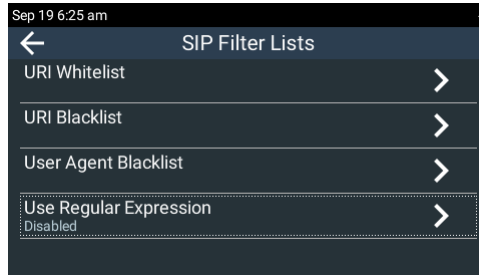 Sep 19 6:25 am
SIP Filter Lists
URI Whitelist
URI Blacklist
User Agent Blacklist
Use Regular Expression
Disabled